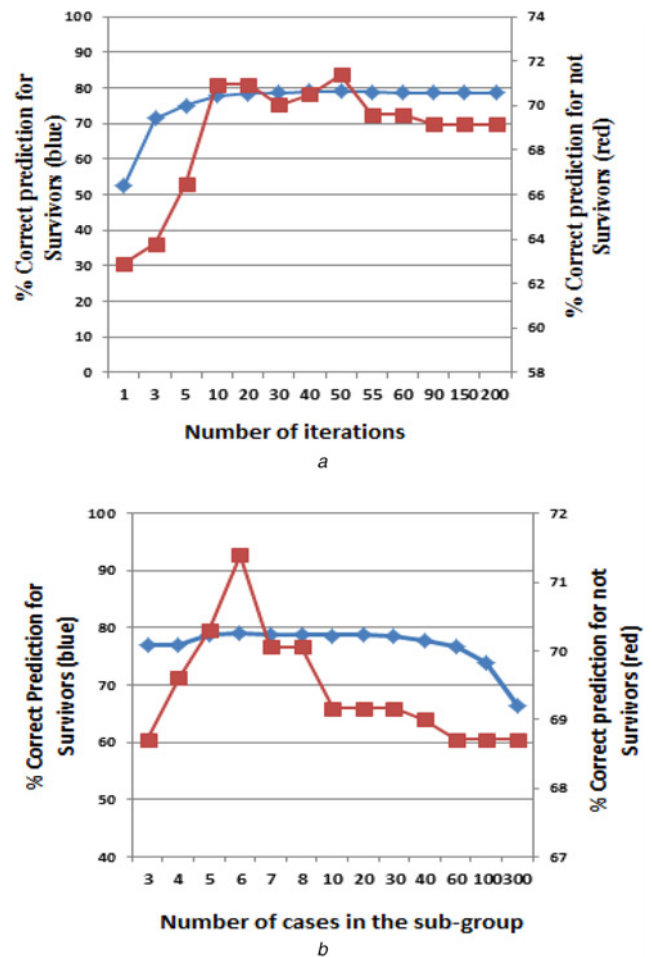 100
90
80
70
60
50
40
30
20
10
0
% Correct prediction for
Survivors (blue)
74
72
70
68
66
64
62
60
58
% Correct prediction for not
Survivors (red)
1 3 5 10 20 30 40 50 55 60 90 150 200
Number of iterations
a
100
90
80
70
60
50
40
% Correct Prediction for
Survivors (blue)
72
71
70
69
68
67
% Correct prediction for not
Survivors (red)
3 4 5 6 7 8 10 20 30 40 60 100 300
Number of cases in the sub-group
b